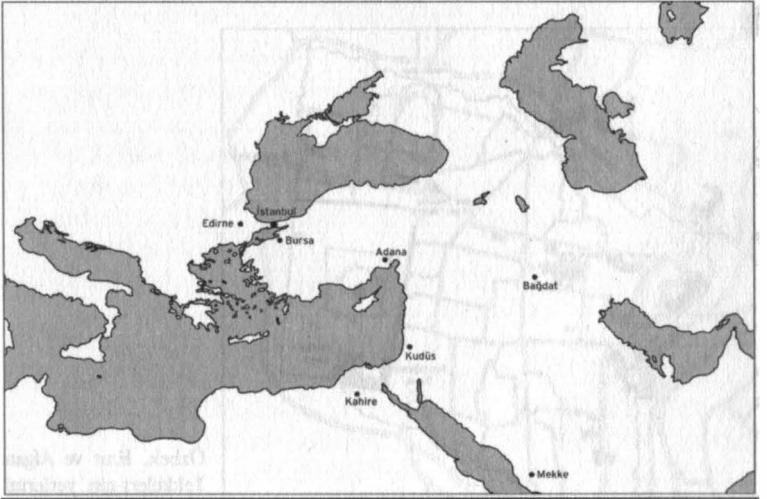 İstanbul
Edirne
Bursa
Adana
Bağdat
Kudüs
Kahire
Mekke